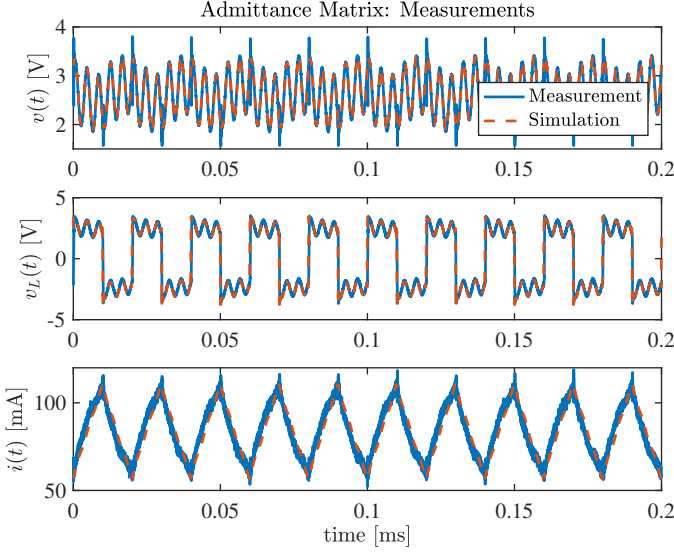 Admittance Matrix: Measurements
v(t) [V]
4
3
2
Measurement
Simulation
0 0.05 0.1 0.15 0.2
v_L(t) [V]
5
0
-5
0 0.05 0.1 0.15 0.2
i(t) [mA]
100
50
0 0.05 0.1 0.15 0.2
time [ms]